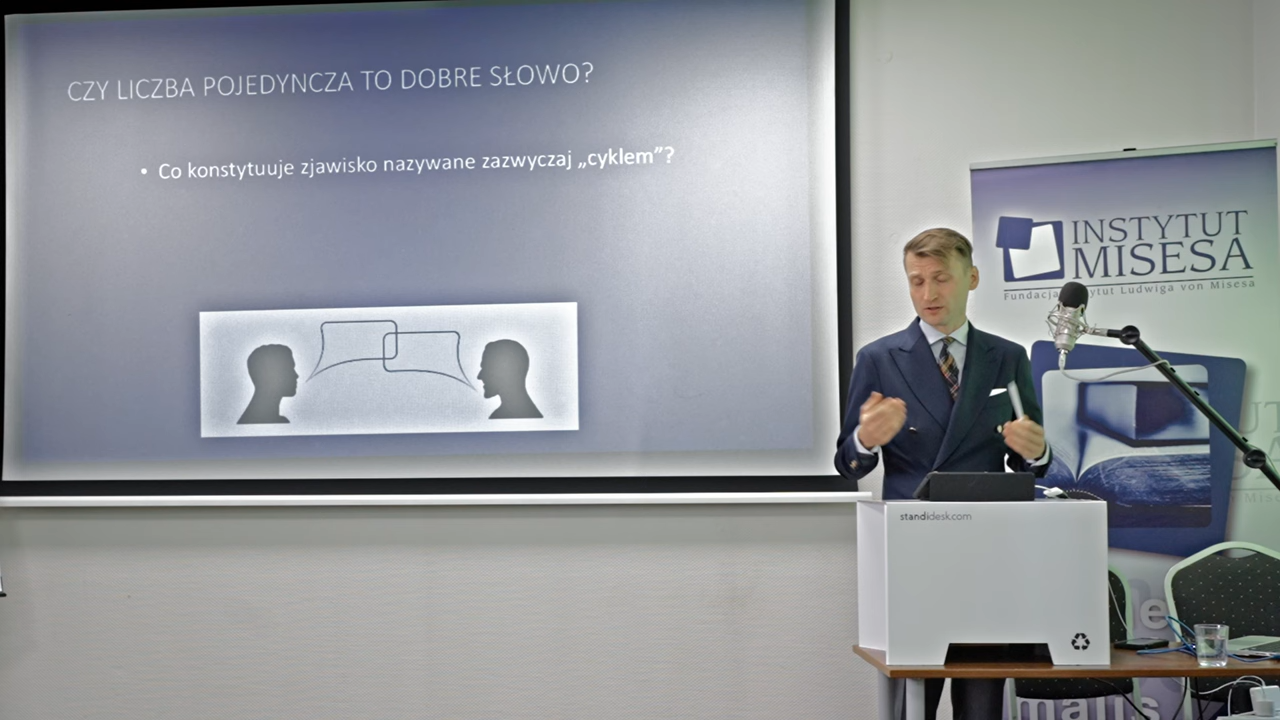 CZY LICZBA POJEDYNCZA TO DOBRE SŁOWO?
• Co konstytuuje zjawisko nazywane zazwyczaj „cyklem”?
INSTYTUT
MISESA
Fundacja Instytut Ludwiga von Misesa
standidesk.com